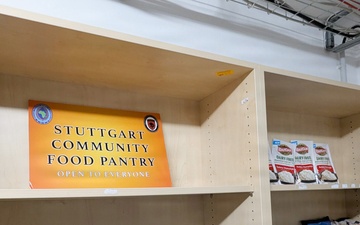 STUTTGART
COMMUNITY
FOOD PANTRY
OPEN TO EVERYONE